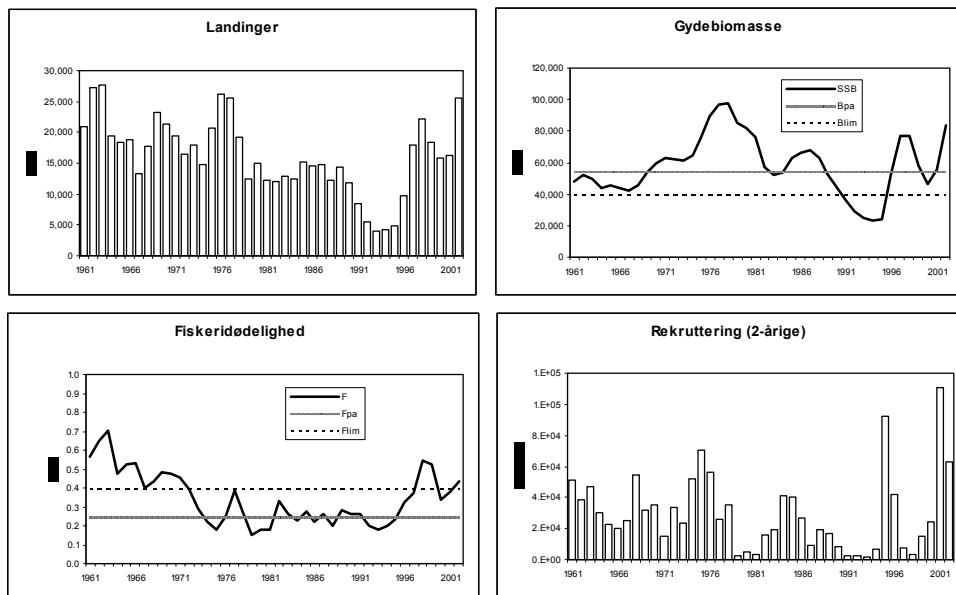 Landinger
30,000
25,000
20,000
15,000
10,000
5,000
0
1961 1966 1971 1976 1981 1986 1991 1996 2001
Gydebiomasse
120,000
100,000
80,000
60,000
40,000
20,000
0
SSB
Bpa
Blim
1961 1966 1971 1976 1981 1986 1991 1996 2001
Fiskeridødelighed
1.0
0.9
0.8
0.7
0.6
0.5
0.4
0.3
0.2
0.1
0.0
F
Fpa
Flim
1961 1966 1971 1976 1981 1986 1991 1996 2001
Rekruttering (2-årige)
1.E+05
1.E+05
8.E+04
6.E+04
4.E+04
2.E+04
0.E+00
1961 1966 1971 1976 1981 1986 1991 1996 2001